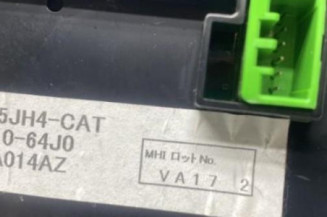 5JH4-CAT
0-64J0
A014AZ
MHI ロットNo.
VA17 2